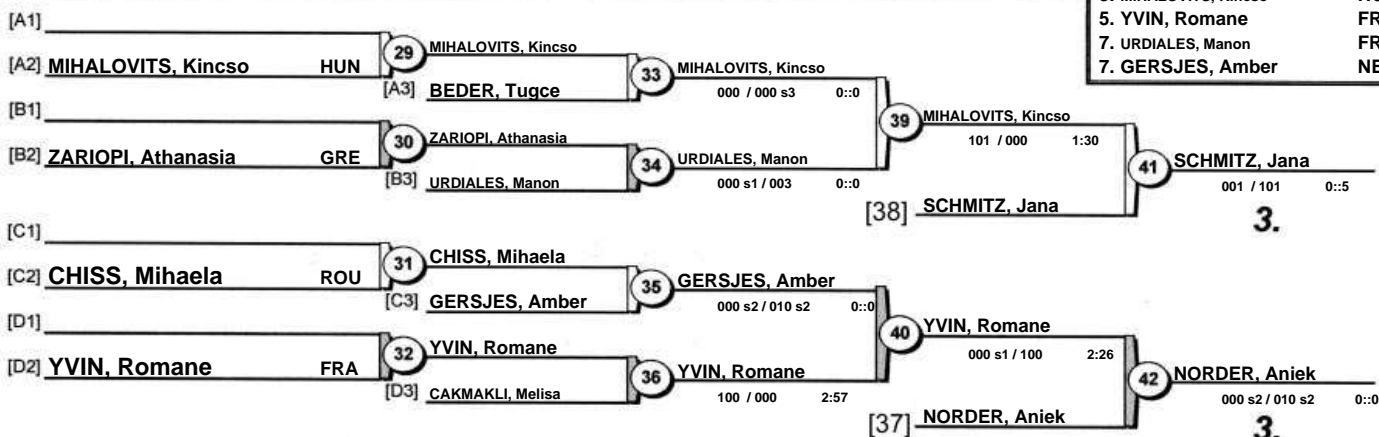 [A1]
[A2] MIHALOVITS, Kincso HUN
29 MIHALOVITS, Kincso
[A3] BEDER, Tugce
33 MIHALOVITS, Kincso
000 / 000 s3 0::0
[B1]
[B2] ZARIOPI, Athanasia GRE
30 ZARIOPI, Athanasia
[B3] URDIALES, Manon
34 URDIALES, Manon
000 s1 / 003 0::0
39 MIHALOVITS, Kincso
101 / 000 1:30
[38] SCHMITZ, Jana
41 SCHMITZ, Jana
001 / 101 0::5
3.
[C1]
[C2] CHISS, Mihaela ROU
31 CHISS, Mihaela
[C3] GERSJES, Amber
35 GERSJES, Amber
000 s2 / 010 s2 0::0
[D1]
[D2] YVIN, Romane FRA
32 YVIN, Romane
[D3] CAKMAKLI, Melisa
36 YVIN, Romane
100 / 000 2:57
40 YVIN, Romane
000 s1 / 100 2:26
[37] NORDER, Aniek
42 NORDER, Aniek
000 s2 / 010 s2 0::0
3.
5. YVIN, Romane FR
7. URDIALES, Manon FR
7. GERSJES, Amber NE